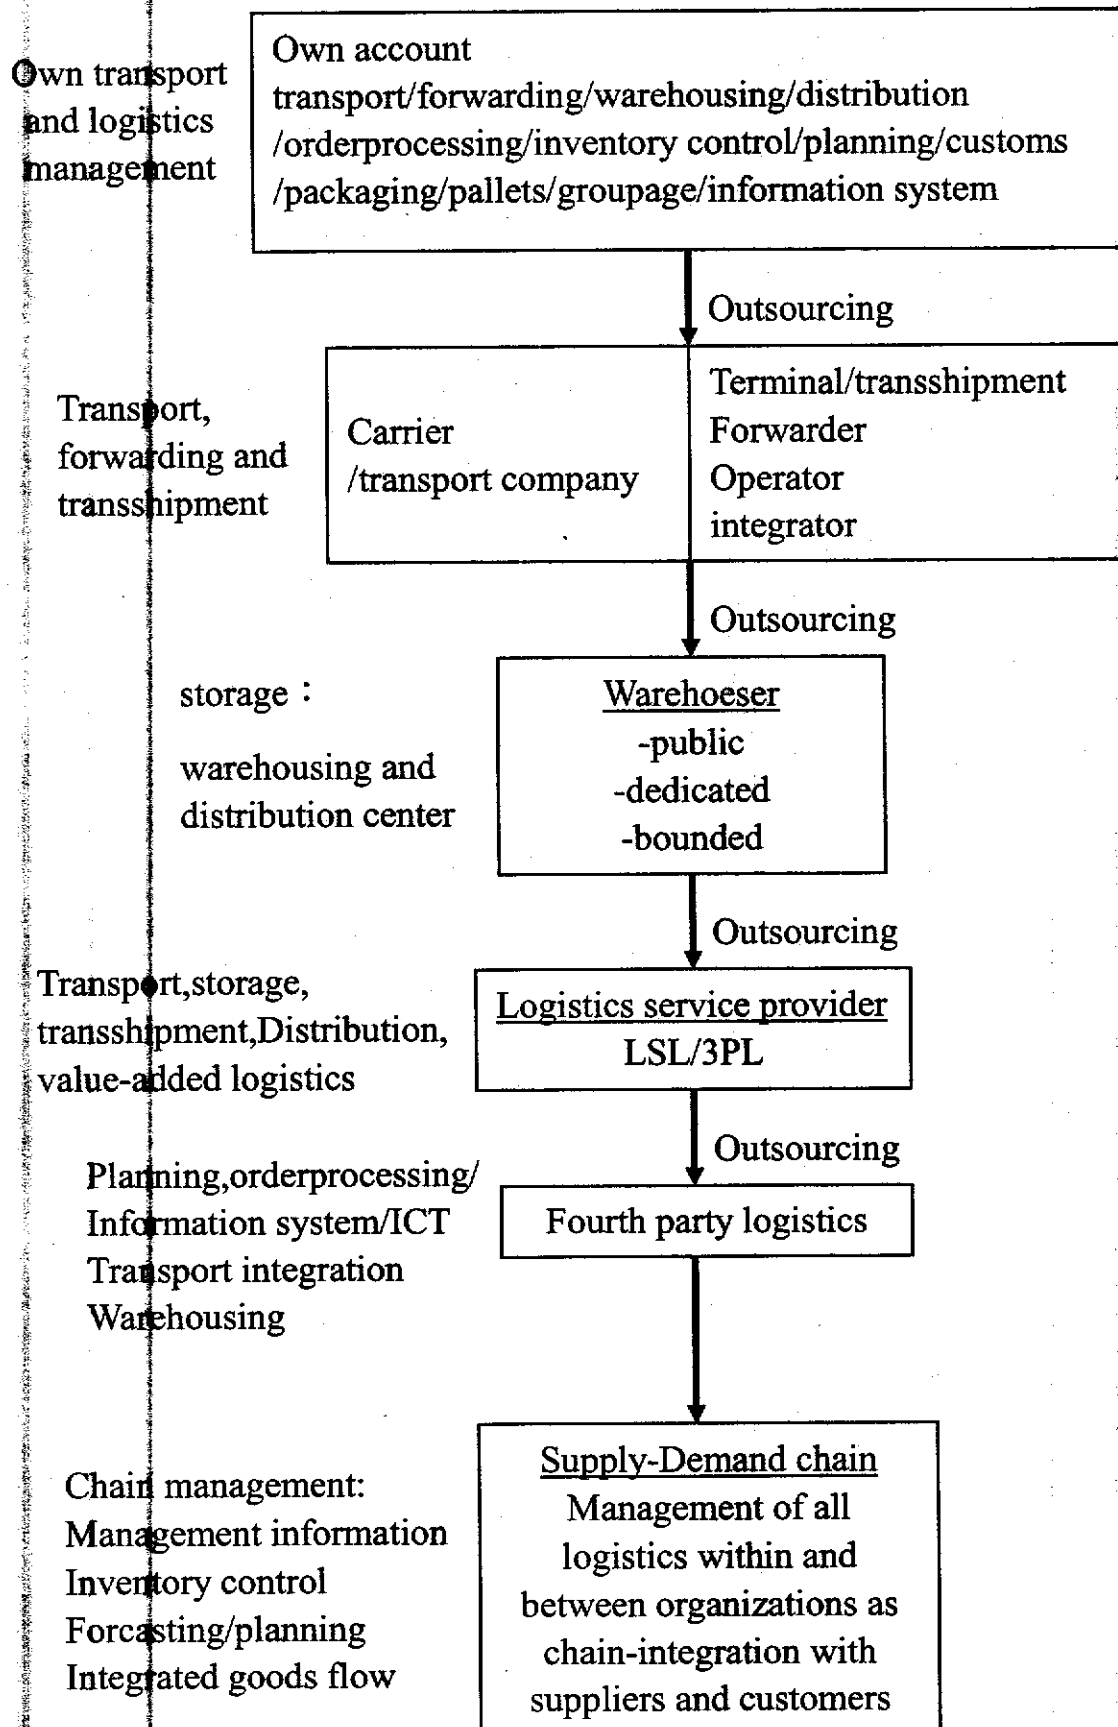 Own transport
and logistics
management
Own account
transport/forwarding/warehousing/distribution
/orderprocessing/inventory control/planning/customs
/packaging/pallets/groupage/information system
Outsourcing
Transport,
forwarding and
transshipment
Carrier
/transport company
Terminal/transshipment
Forwarder
Operator
integrator
Outsourcing
storage：
warehousing and
distribution center
Warehoeser
-public
-dedicated
-bounded
Outsourcing
Transport,storage,
transshipment,Distribution,
value-added logistics
Logistics service provider
LSL/3PL
Outsourcing
Planning,orderprocessing/
Information system/ICT
Transport integration
Warehousing
Fourth party logistics
Chain management:
Management information
Inventory control
Forcasting/planning
Integrated goods flow
Supply-Demand chain
Management of all
logistics within and
between organizations as
chain-integration with
suppliers and customers